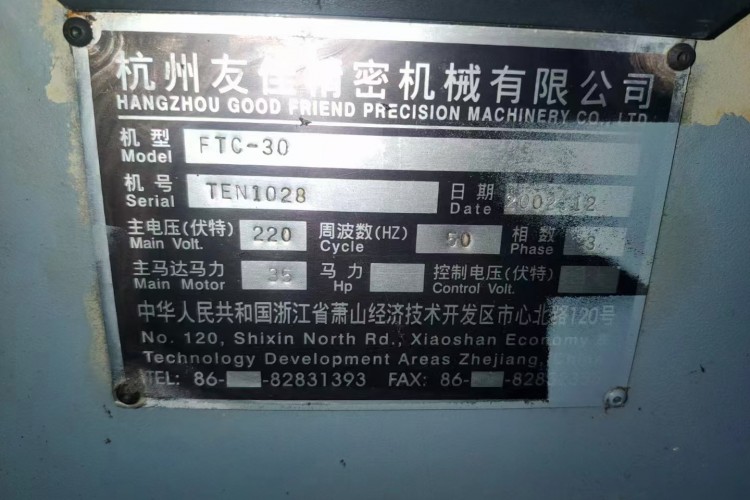 杭州友佳精密机械有限公司
HANGZHOU GOOD FRIEND PRECISION MACHINERY CO., LTD.
机型 Model FTC-30
机号 Serial TEN1028 日期 Date 2002.12
主电压(伏特) Main Volt. 220 周波数(HZ) Cycle 50 相数 Phase 3
主马达马力 Main Motor 35 马力 Hp 控制电压(伏特) Control Volt.
中华人民共和国浙江省萧山经济技术开发区市心北路120号
No. 120, Shixin North Rd., Xiaoshan Economy
Technology Development Areas Zhejiang, China
TEL: 86- -82831393 FAX: 86- -828